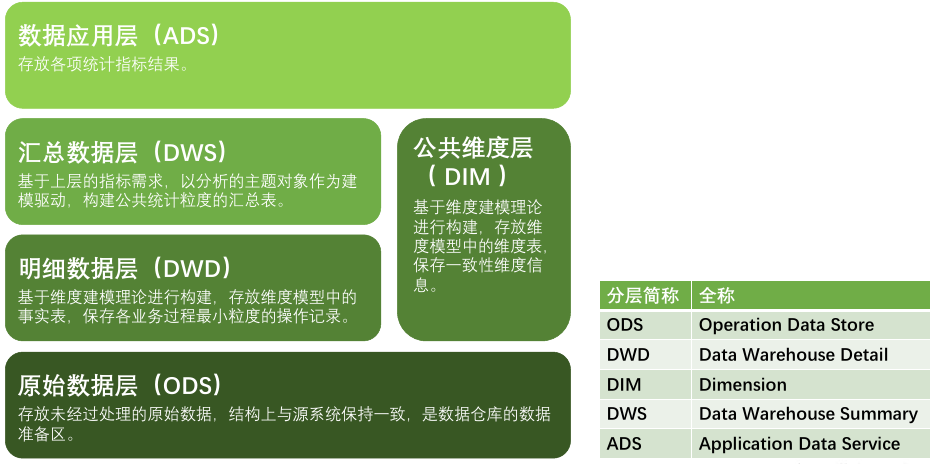 数据应用层（ADS）
存放各项统计指标结果。
汇总数据层（DWS）
基于上层的指标需求，以分析的主题对象作为建
模驱动，构建公共统计粒度的汇总表。
公共维度层
（ DIM ）
基于维度建模理论
进行构建，存放维
度模型中的维度表，
保存一致性维度信
息。
明细数据层（DWD）
基于维度建模理论进行构建，存放维度模型中的
事实表，保存各业务过程最小粒度的操作记录。
原始数据层（ODS）
存放未经过处理的原始数据，结构上与源系统保持一致，是数据仓库的数据
准备区。
分层简称 全称
ODS Operation Data Store
DWD Data Warehouse Detail
DIM Dimension
DWS Data Warehouse Summary
ADS Application Data Service